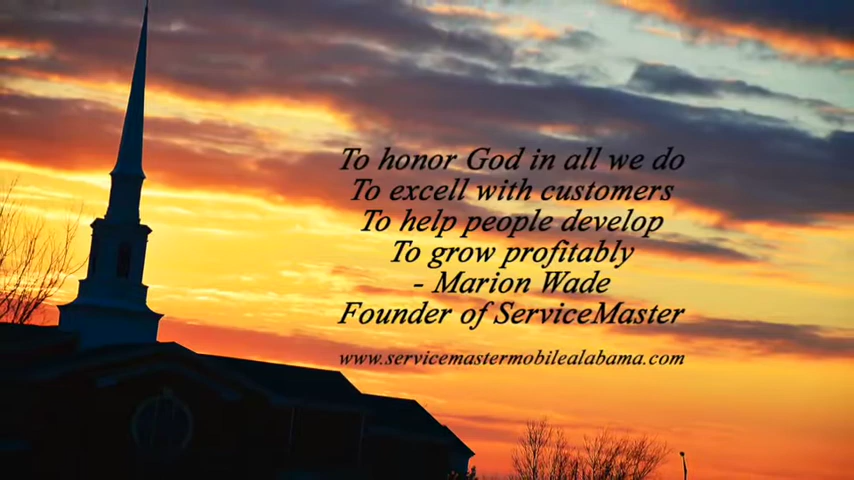 To honor God in all we do
To excell with customers
To help people develop
To grow profitably
- Marion Wade
Founder of ServiceMaster
www.servicemastermobilealabama.com